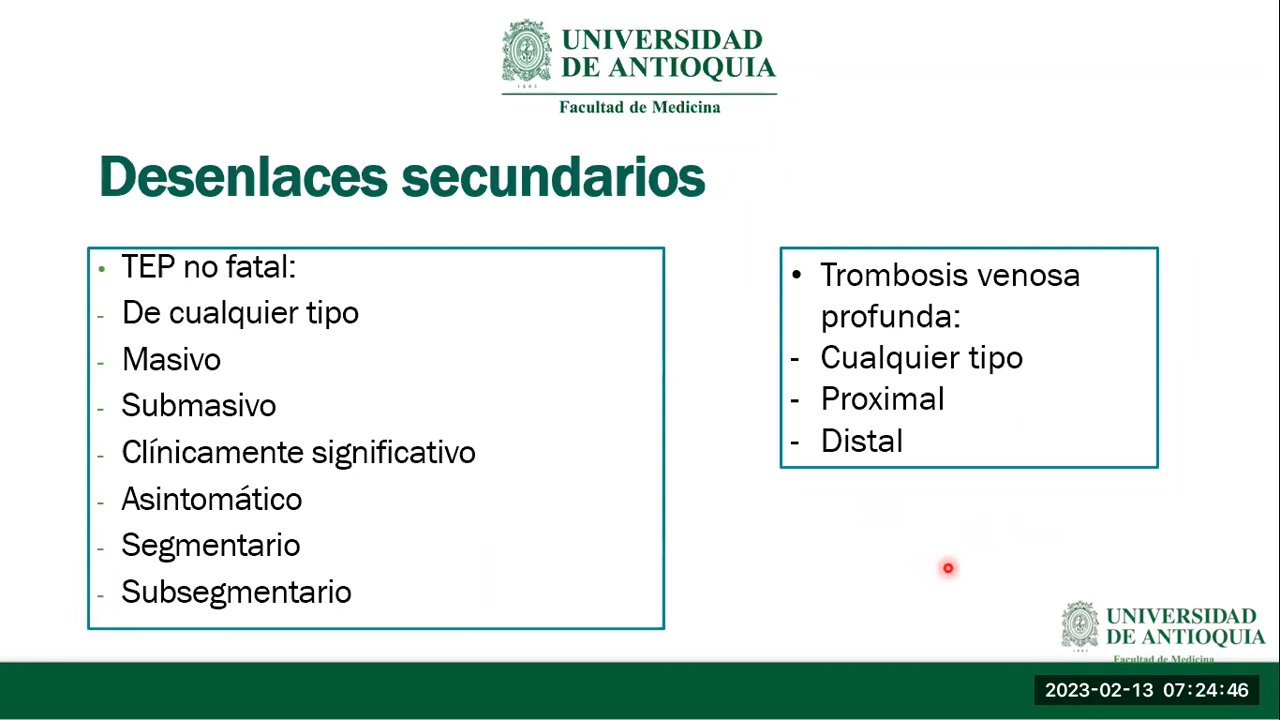 UNIVERSIDAD
DE ANTIOQUIA
1803
Facultad de Medicina
Desenlaces secundarios
• TEP no fatal:
- De cualquier tipo
- Masivo
- Submasivo
- Clínicamente significativo
- Asintomático
- Segmentario
- Subsegmentario
• Trombosis venosa
profunda:
- Cualquier tipo
- Proximal
- Distal
UNIVERSIDAD
DE ANTIOQUIA
1803
Facultad de Medicina
2023-02-13 07:24:46